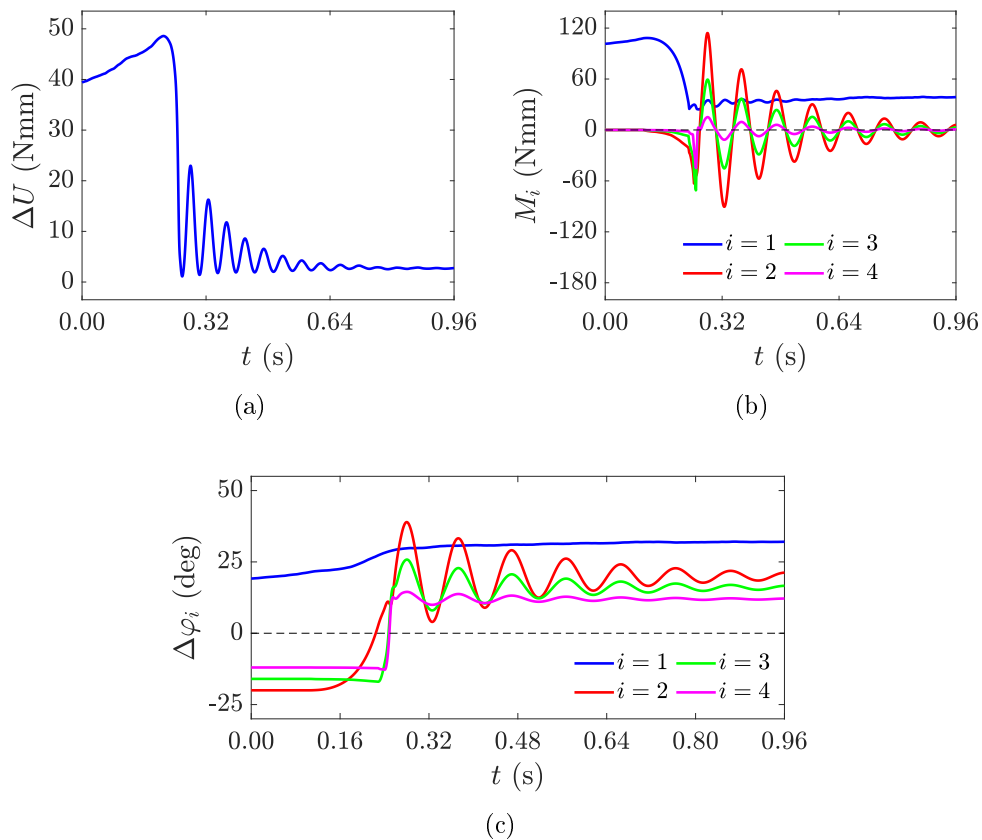 50
40
30
20
10
0
ΔU (Nmm)
0.00 0.32 0.64 0.96
t (s)
(a)
120
60
0
-60
-120
-180
M_i (Nmm)
i = 1 i = 3
i = 2 i = 4
0.00 0.32 0.64 0.96
t (s)
(b)
50
25
0
-25
Δφ_i (deg)
i = 1 i = 3
i = 2 i = 4
0.00 0.16 0.32 0.48 0.64 0.80 0.96
t (s)
(c)